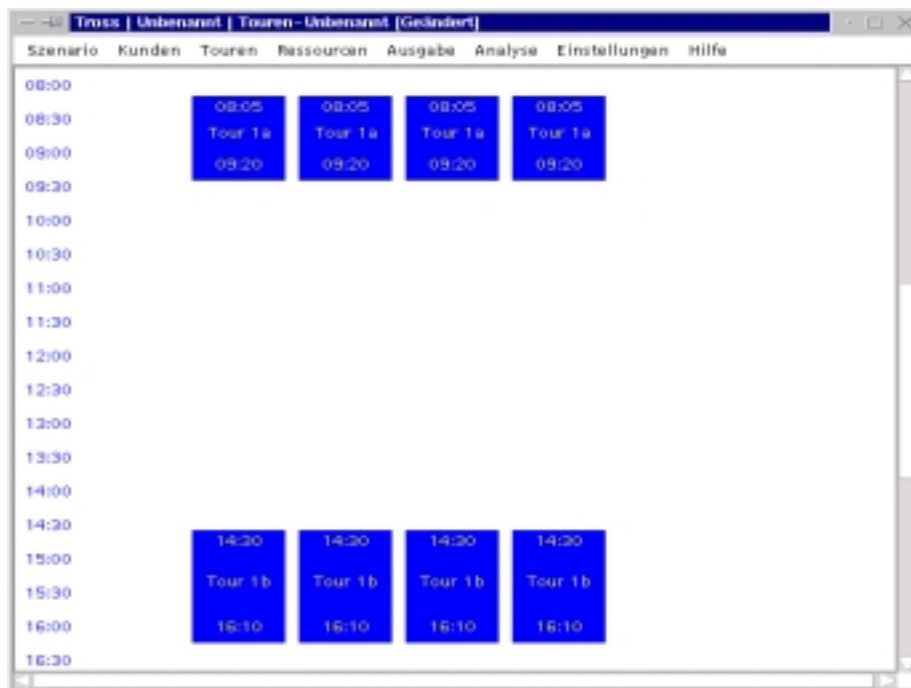 Tross | Unbenannt | Touren-Unbenannt (Geändert)
Szenario Kunden Touren Ressourcen Ausgabe Analyse Einstellungen Hilfe
08:00
08:05 08:05 08:05 08:05
08:30
Tour 1a Tour 1a Tour 1a Tour 1a
09:00
09:20 09:20 09:20 09:20
09:30
10:00
10:30
11:00
11:30
12:00
12:30
13:00
13:30
14:00
14:30
14:30 14:30 14:30 14:30
15:00
Tour 1b Tour 1b Tour 1b Tour 1b
15:30
16:00
16:10 16:10 16:10 16:10
16:30